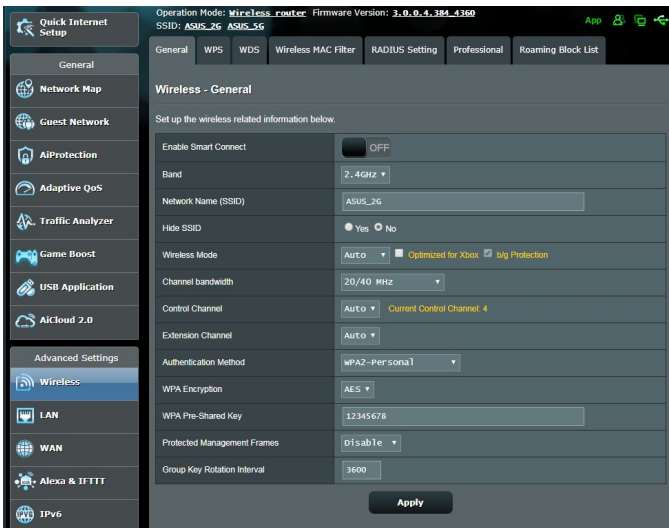 Quick Internet
Setup
General
Network Map
Guest Network
AiProtection
Adaptive QoS
Traffic Analyzer
Game Boost
USB Application
AiCloud 2.0
Advanced Settings
Wireless
LAN
WAN
Alexa & IFTTT
IPv6
Operation Mode: Wireless router Firmware Version: 3.0.0.4.384_4360
SSID: ASUS_2G ASUS_5G
App
General WPS WDS Wireless MAC Filter RADIUS Setting Professional Roaming Block List
Wireless - General
Set up the wireless related information below.
Enable Smart Connect OFF
Band 2.4GHz
Network Name (SSID) ASUS_2G
Hide SSID Yes No
Wireless Mode Auto Optimized for Xbox b/g Protection
Channel bandwidth 20/40 MHz
Control Channel Auto Current Control Channel: 4
Extension Channel Auto
Authentication Method WPA2-Personal
WPA Encryption AES
WPA Pre-Shared Key 12345678
Protected Management Frames Disable
Group Key Rotation Interval 3600
Apply